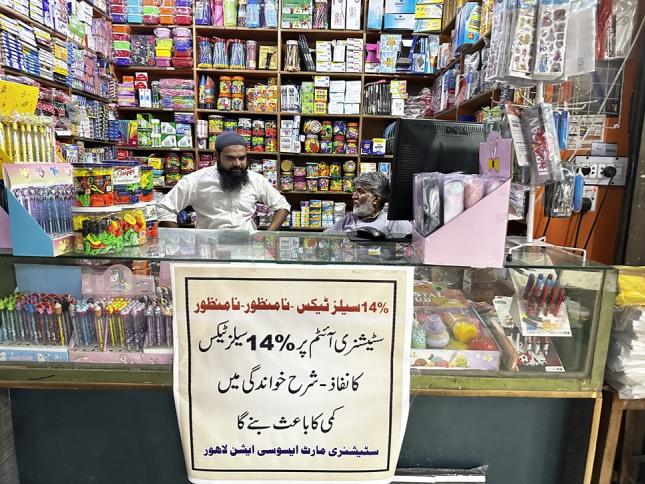 14% سیلز ٹیکس - نامنظور - نامنظور
سٹیشنری آئٹم پر 14% سیلز ٹیکس
کا نفاذ - شرح خواندگی میں
کمی کا باعث بنے گا
سٹیشنری مارٹ ایسوسی ایشن لاہور